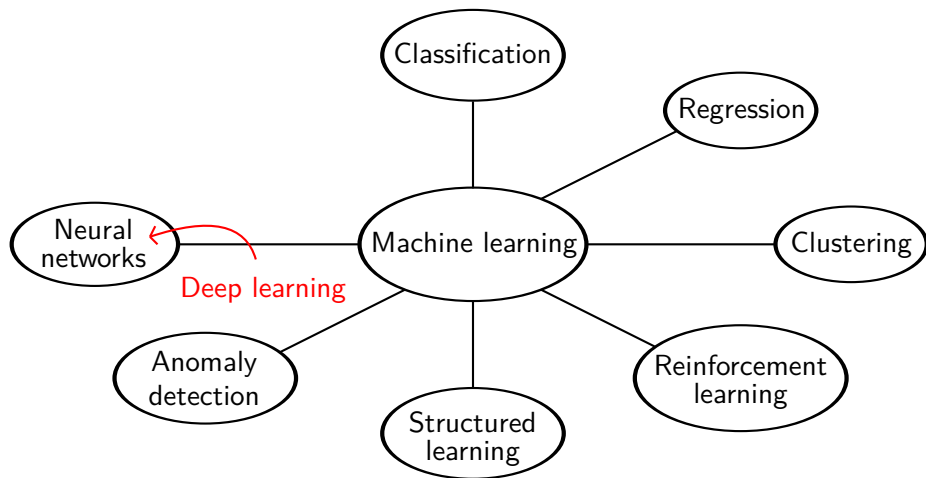 Classification
Regression
Neural
networks
Machine learning
Clustering
Deep learning
Anomaly
detection
Reinforcement
learning
Structured
learning